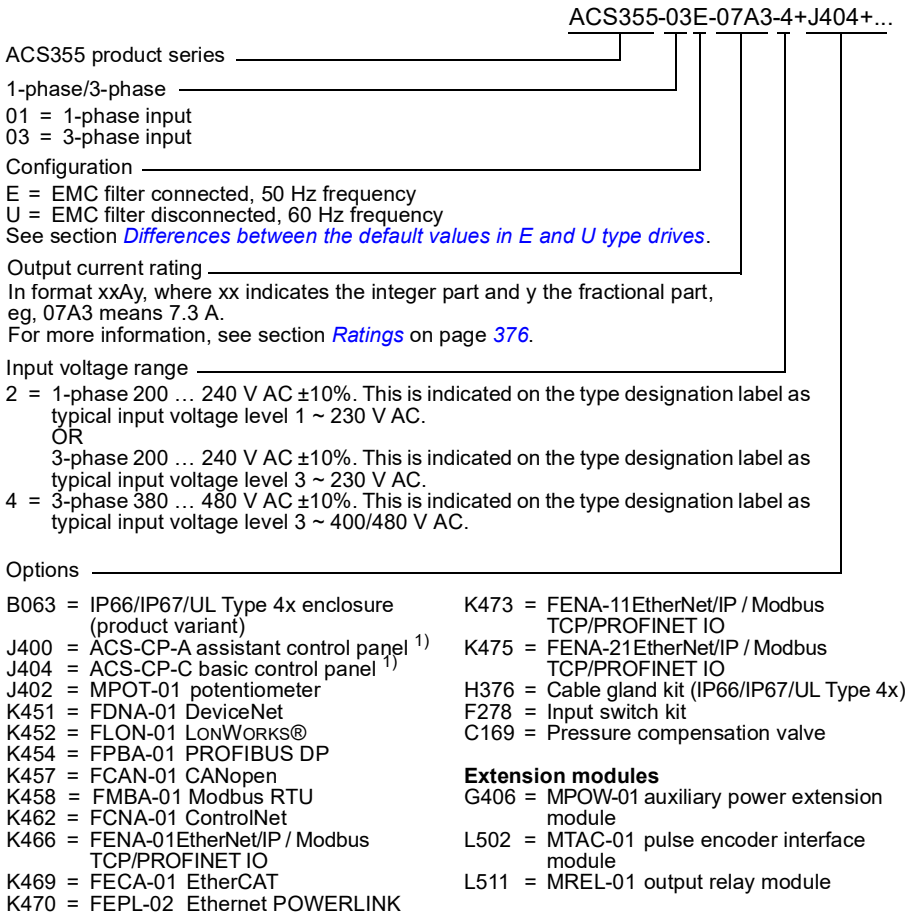 ACS355-03E-07A3-4+J404+...
ACS355 product series
1-phase/3-phase
01 = 1-phase input
03 = 3-phase input
Configuration
E = EMC filter connected, 50 Hz frequency
U = EMC filter disconnected, 60 Hz frequency
See section Differences between the default values in E and U type drives.
Output current rating
In format xxAy, where xx indicates the integer part and y the fractional part,
eg, 07A3 means 7.3 A.
For more information, see section Ratings on page 376.
Input voltage range
2 = 1-phase 200 … 240 V AC ±10%. This is indicated on the type designation label as
typical input voltage level 1 ~ 230 V AC.
OR
3-phase 200 … 240 V AC ±10%. This is indicated on the type designation label as
typical input voltage level 3 ~ 230 V AC.
4 = 3-phase 380 … 480 V AC ±10%. This is indicated on the type designation label as
typical input voltage level 3 ~ 400/480 V AC.
Options
B063 = IP66/IP67/UL Type 4x enclosure
(product variant)
J400 = ACS-CP-A assistant control panel 1)
J404 = ACS-CP-C basic control panel 1)
J402 = MPOT-01 potentiometer
K451 = FDNA-01 DeviceNet
K452 = FLON-01 LONWORKS®
K454 = FPBA-01 PROFIBUS DP
K457 = FCAN-01 CANopen
K458 = FMBA-01 Modbus RTU
K462 = FCNA-01 ControlNet
K466 = FENA-01EtherNet/IP / Modbus
TCP/PROFINET IO
K469 = FECA-01 EtherCAT
K470 = FEPL-02 Ethernet POWERLINK
K473 = FENA-11EtherNet/IP / Modbus
TCP/PROFINET IO
K475 = FENA-21EtherNet/IP / Modbus
TCP/PROFINET IO
H376 = Cable gland kit (IP66/IP67/UL Type 4x)
F278 = Input switch kit
C169 = Pressure compensation valve
Extension modules
G406 = MPOW-01 auxiliary power extension
module
L502 = MTAC-01 pulse encoder interface
module
L511 = MREL-01 output relay module